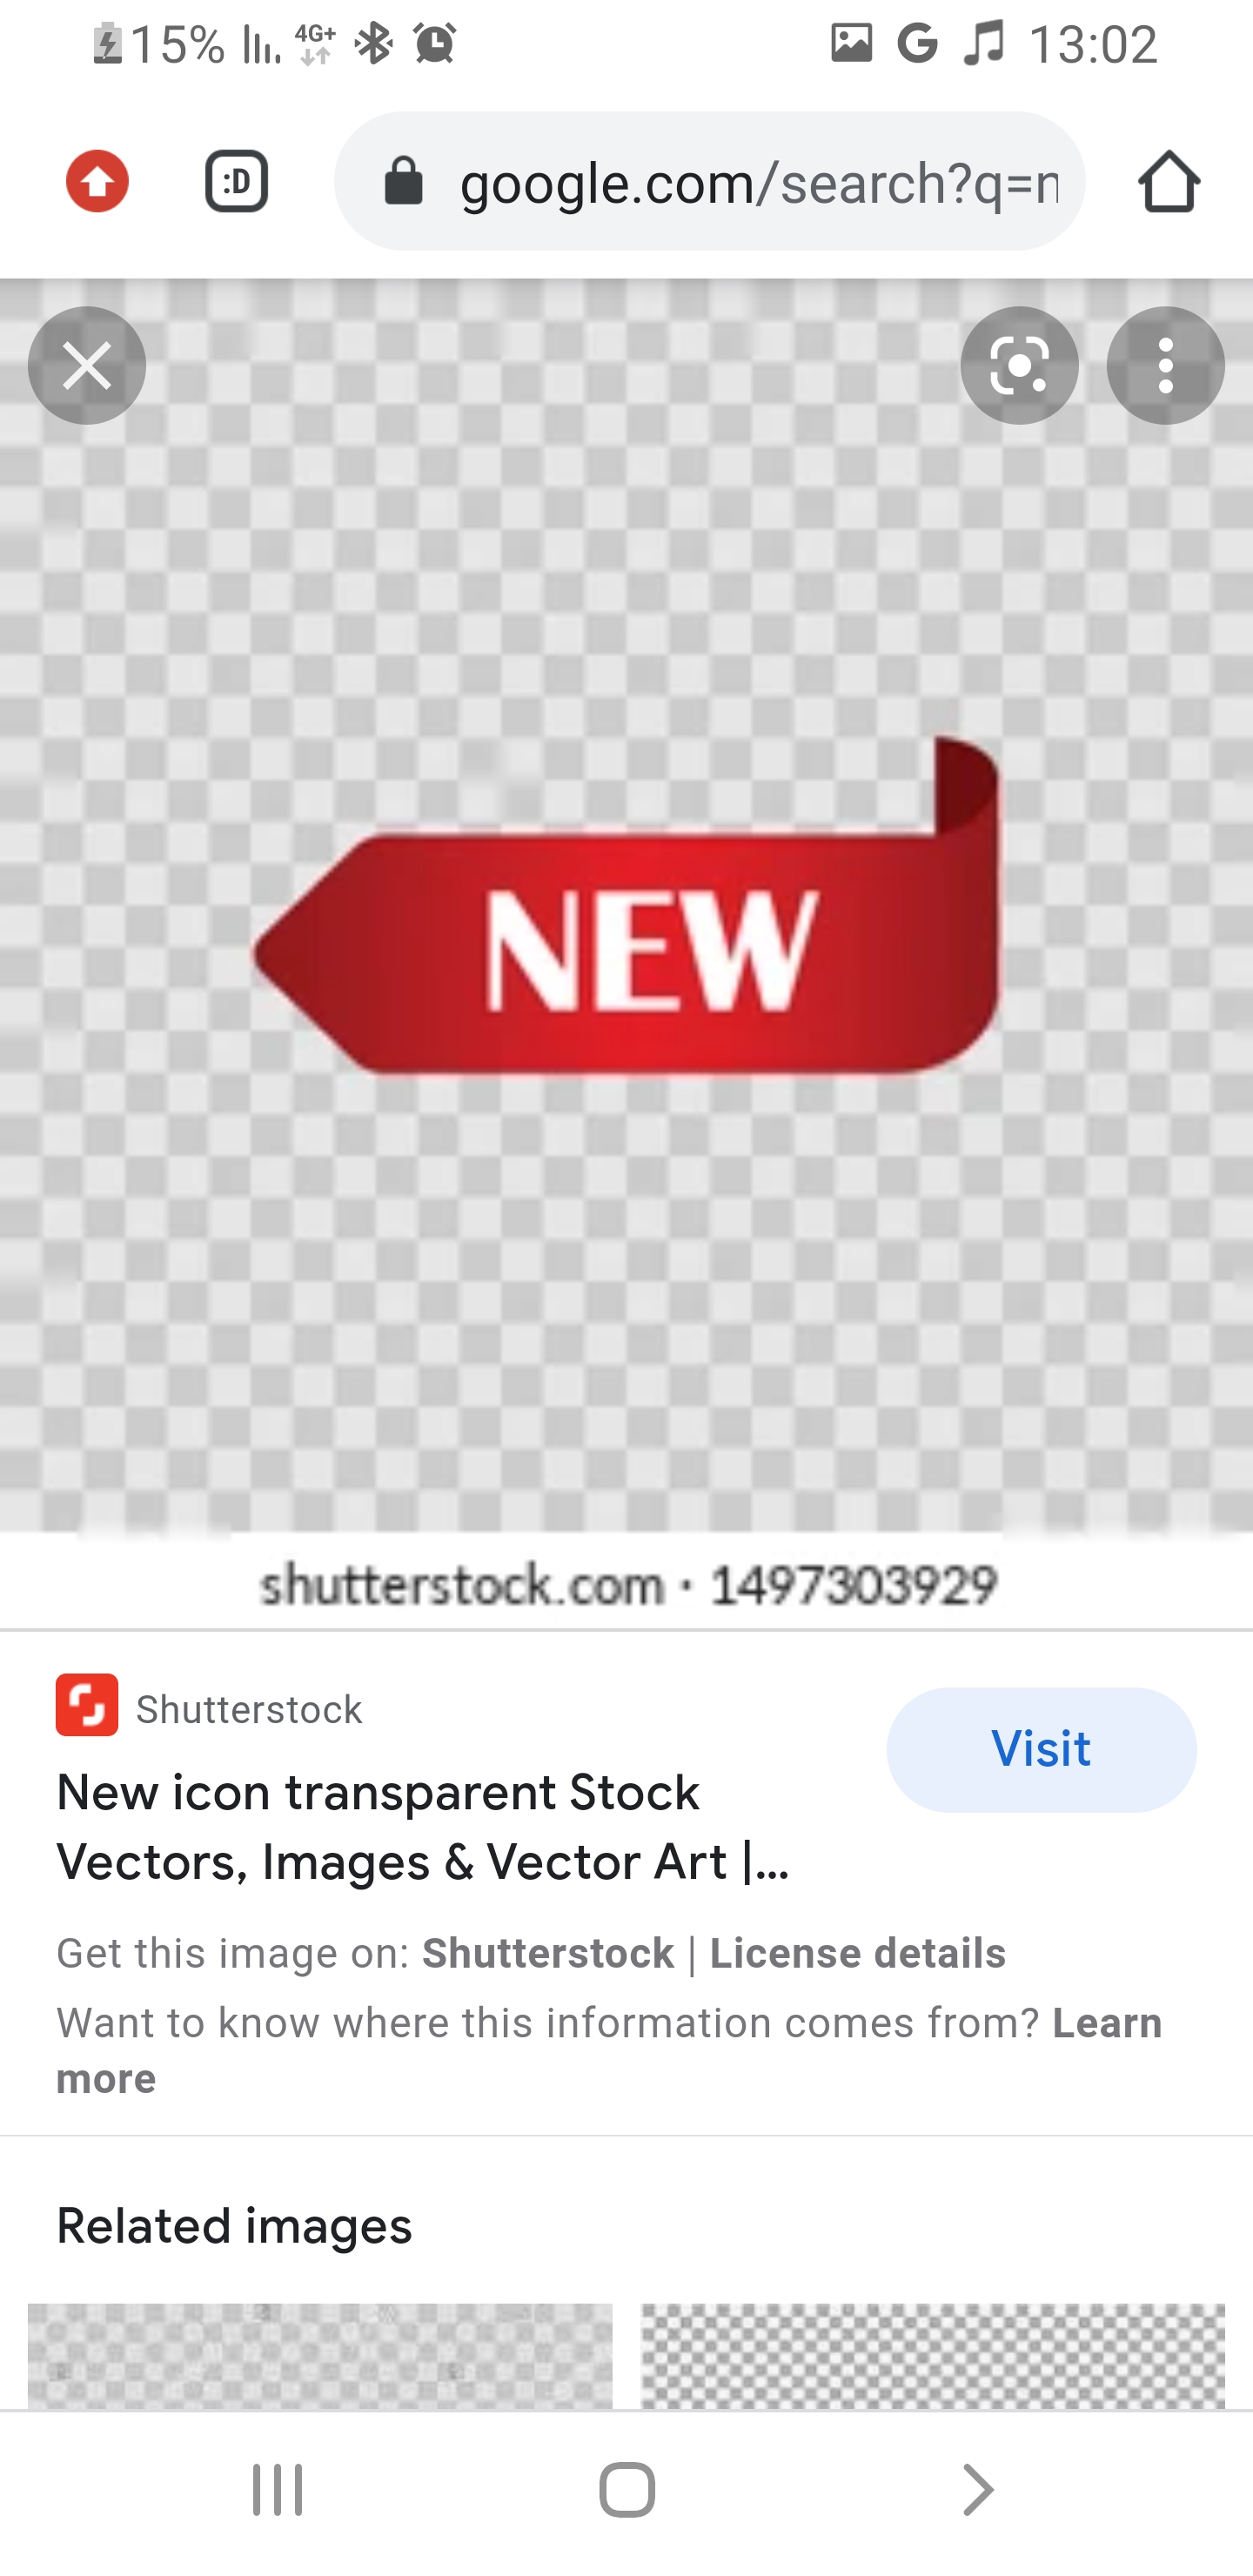 15% 4G+ 13:02
:D google.com/search?q=n
NEW
shutterstock.com · 1497303929
Shutterstock
Visit
New icon transparent Stock
Vectors, Images & Vector Art |...
Get this image on: Shutterstock | License details
Want to know where this information comes from? Learn
more
Related images